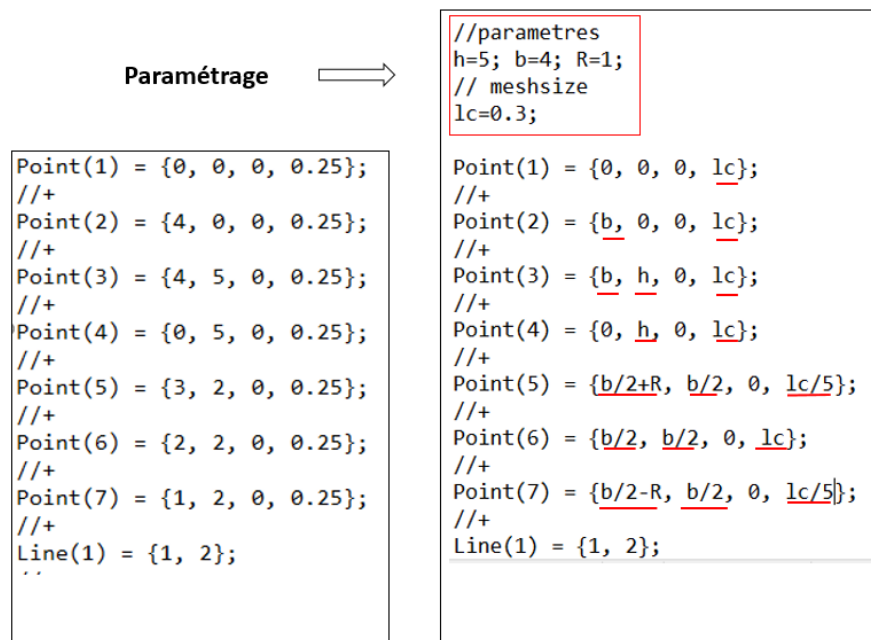 Paramétrage
Point(1) = {0, 0, 0, 0.25};
//+
Point(2) = {4, 0, 0, 0.25};
//+
Point(3) = {4, 5, 0, 0.25};
//+
Point(4) = {0, 5, 0, 0.25};
//+
Point(5) = {3, 2, 0, 0.25};
//+
Point(6) = {2, 2, 0, 0.25};
//+
Point(7) = {1, 2, 0, 0.25};
//+
Line(1) = {1, 2};
//parametres
h=5; b=4; R=1;
// meshsize
lc=0.3;
Point(1) = {0, 0, 0, lc};
//+
Point(2) = {b, 0, 0, lc};
//+
Point(3) = {b, h, 0, lc};
//+
Point(4) = {0, h, 0, lc};
//+
Point(5) = {b/2+R, b/2, 0, lc/5};
//+
Point(6) = {b/2, b/2, 0, lc};
//+
Point(7) = {b/2-R, b/2, 0, lc/5};
//+
Line(1) = {1, 2};